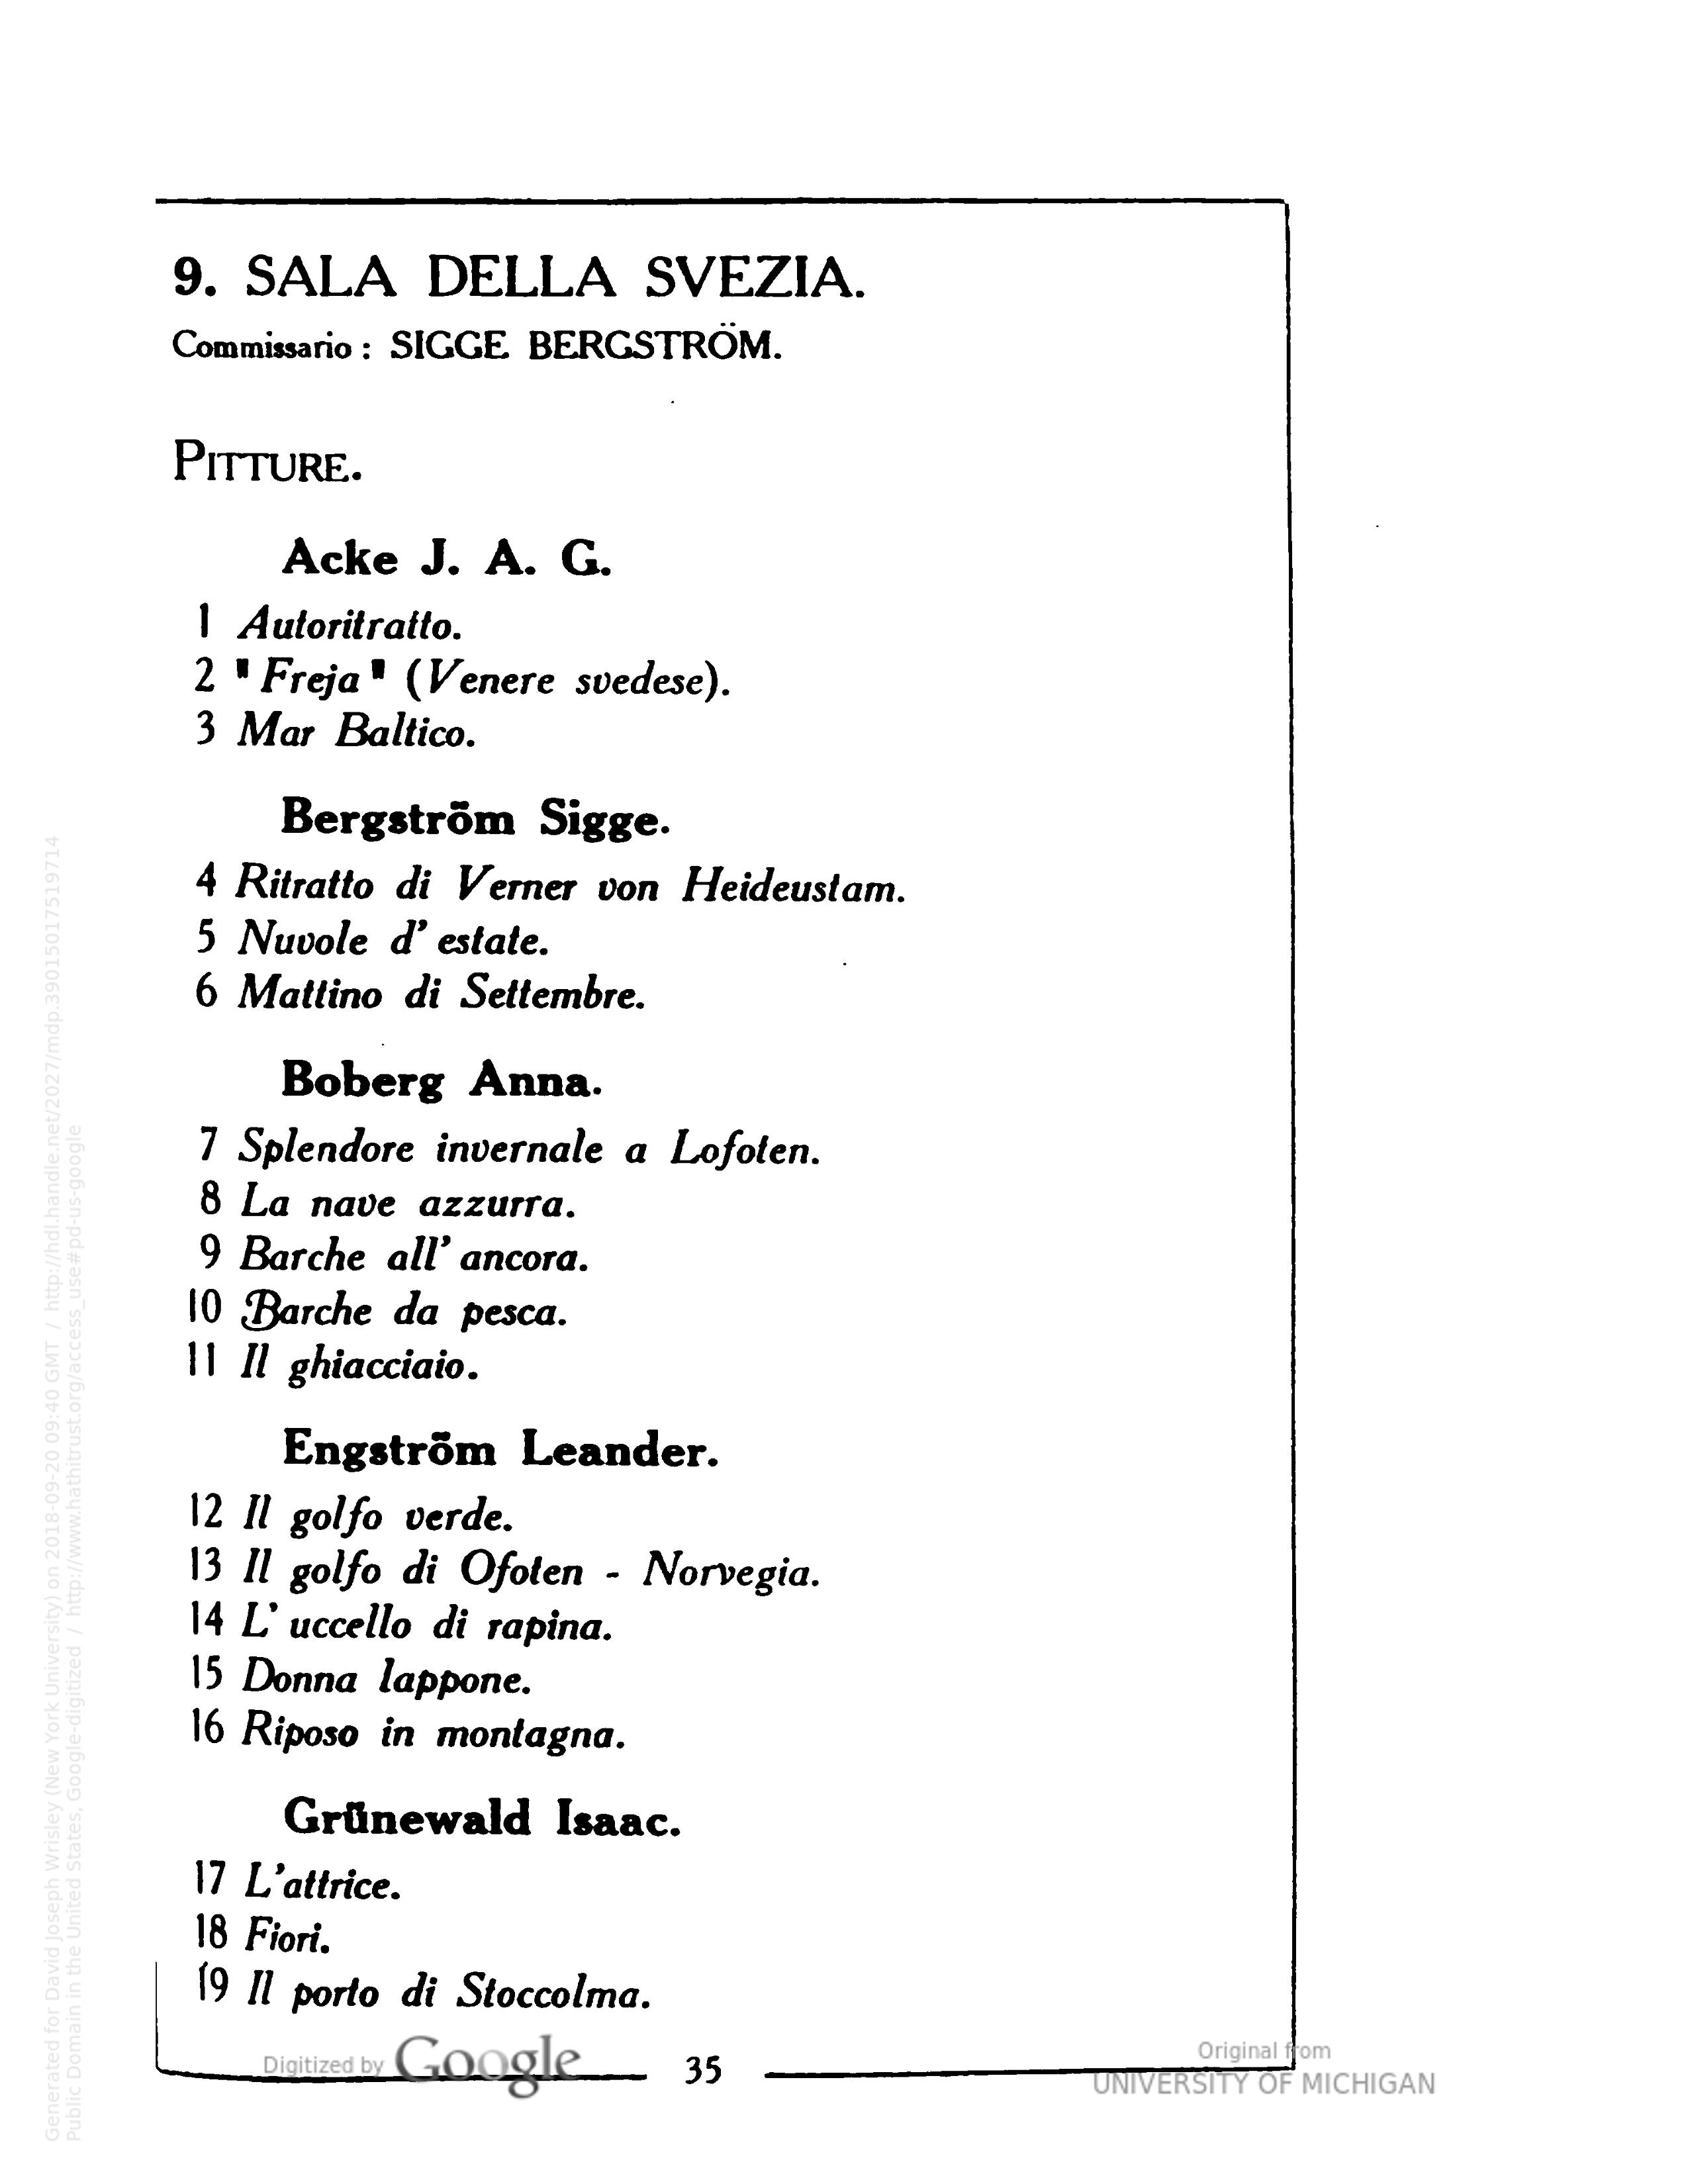 9. SALA DELLA SVEZIA.
Commissario : SIGGE BERGSTRÖM.
PITTURE.
Acke J. A. G.
1 Autoritratto.
2 "Freja" (Venere svedese).
3 Mar Baltico.
Bergström Sigge.
4 Ritratto di Verner von Heideustam.
5 Nuvole d' estate.
6 Mattino di Settembre.
Boberg Anna.
7 Splendore invernale a Lofoten.
8 La nave azzurra.
9 Barche all' ancora.
10 Barche da pesca.
11 Il ghiacciaio.
Engström Leander.
12 Il golfo verde.
13 Il golfo di Ofoten - Norvegia.
14 L' uccello di rapina.
15 Donna lappone.
16 Riposo in montagna.
Grünewald Isaac.
17 L'attrice.
18 Fiori.
19 Il porto di Stoccolma.
35
Digitized by Google
Original from
UNIVERSITY OF MICHIGAN
Generated for David Joseph Wrisley (New York University) on 2018-09-20 09:40 GMT / http://hdl.handle.net/2027/mdp.39015017519714
Public Domain in the United States, Google-digitized / http://www.hathitrust.org/access_use#pd-us-google